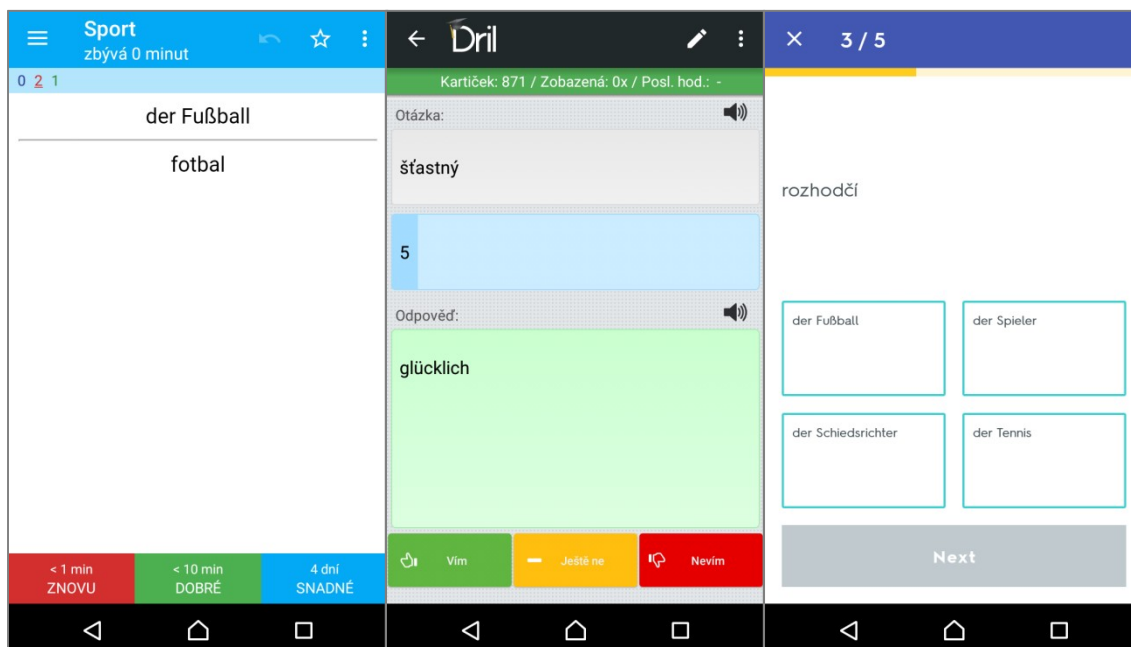 Sport
zbývá 0 minut
0 2 1
der Fußball
fotbal
< 1 min
ZNOVU
< 10 min
DOBRÉ
4 dní
SNADNÉ
Dril
Kartiček: 871 / Zobazená: 0x / Posl. hod.: -
Otázka:
šťastný
5
Odpověď:
glücklich
Vím
Ještě ne
Nevím
3 / 5
rozhodčí
der Fußball
der Spieler
der Schiedsrichter
der Tennis
Next